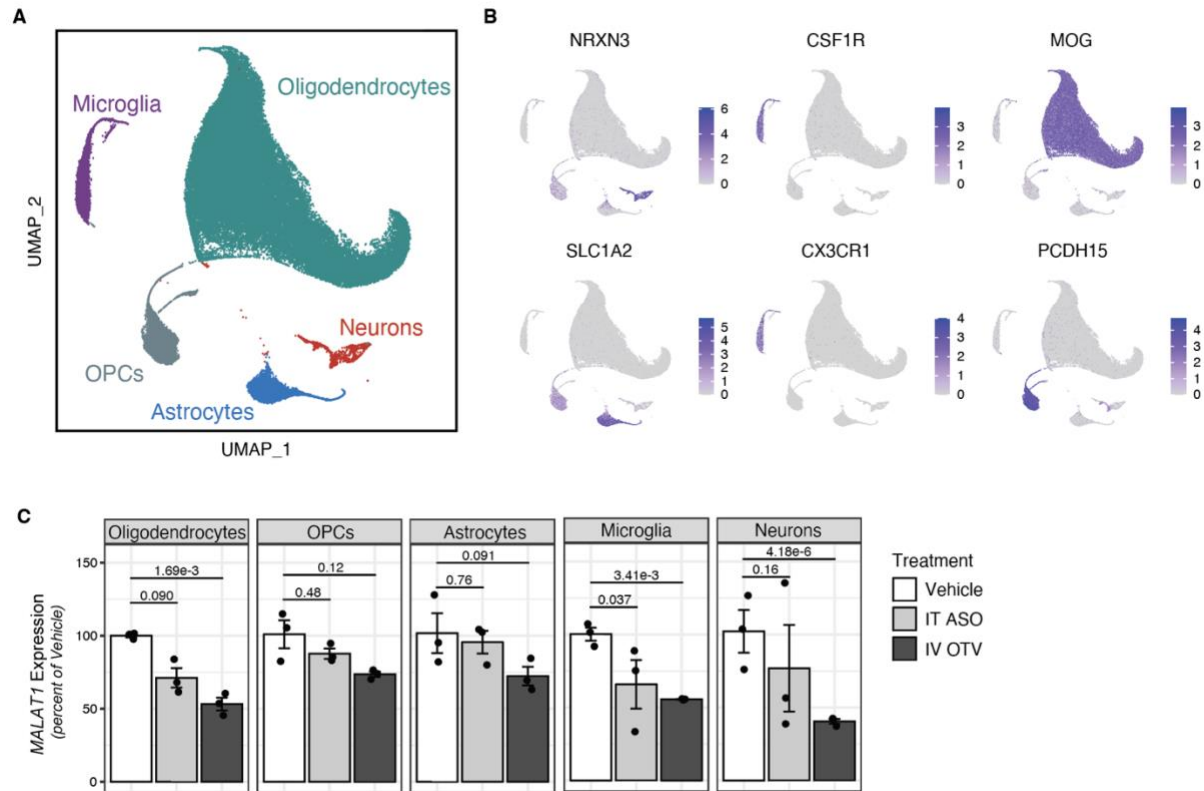 A
Microglia
Oligodendrocytes
OPCs
Astrocytes
Neurons
UMAP_2
UMAP_1
B
NRXN3
CSF1R
MOG
6
4
2
0
3
2
1
0
3
2
1
0
SLC1A2
CX3CR1
PCDH15
5
4
3
2
1
0
4
3
2
1
0
4
3
2
1
0
C
Oligodendrocytes
OPCs
Astrocytes
Microglia
Neurons
MALAT1 Expression
(percent of Vehicle)
150
100
50
0
1.69e-3
0.090
0.12
0.48
0.091
0.76
3.41e-3
0.037
4.18e-6
0.16
Treatment
Vehicle
IT ASO
IV OTV